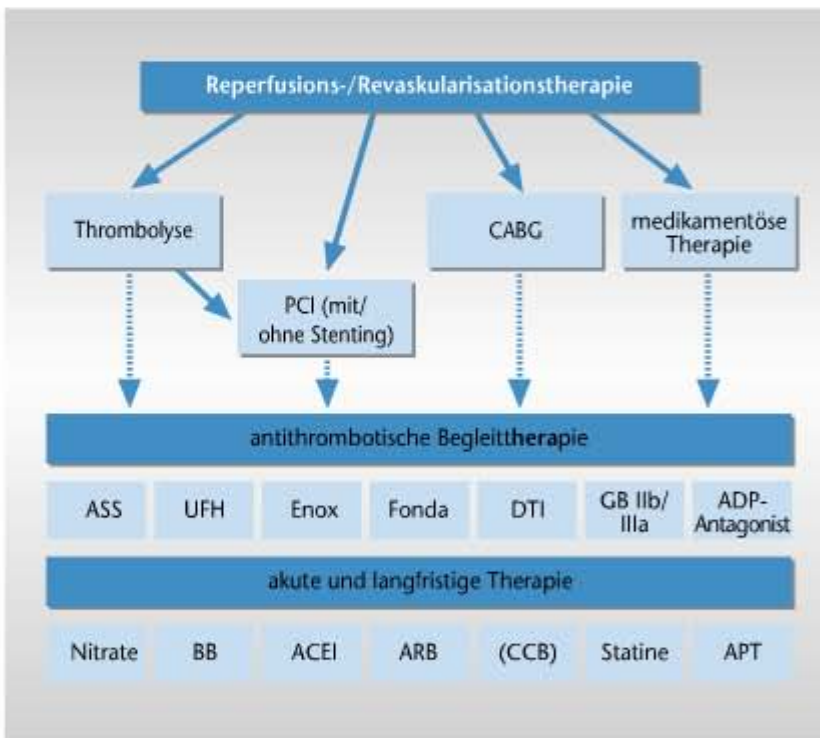 Reperfusions-/Revaskularisationstherapie
Thrombolyse
CABG
medikamentöse
Therapie
PCI (mit/
ohne Stenting)
antithrombotische Begleittherapie
ASS
UFH
Enox
Fonda
DTI
GB IIb/
IIIa
ADP-
Antagonist
akute und langfristige Therapie
Nitrate
BB
ACEI
ARB
(CCB)
Statine
APT